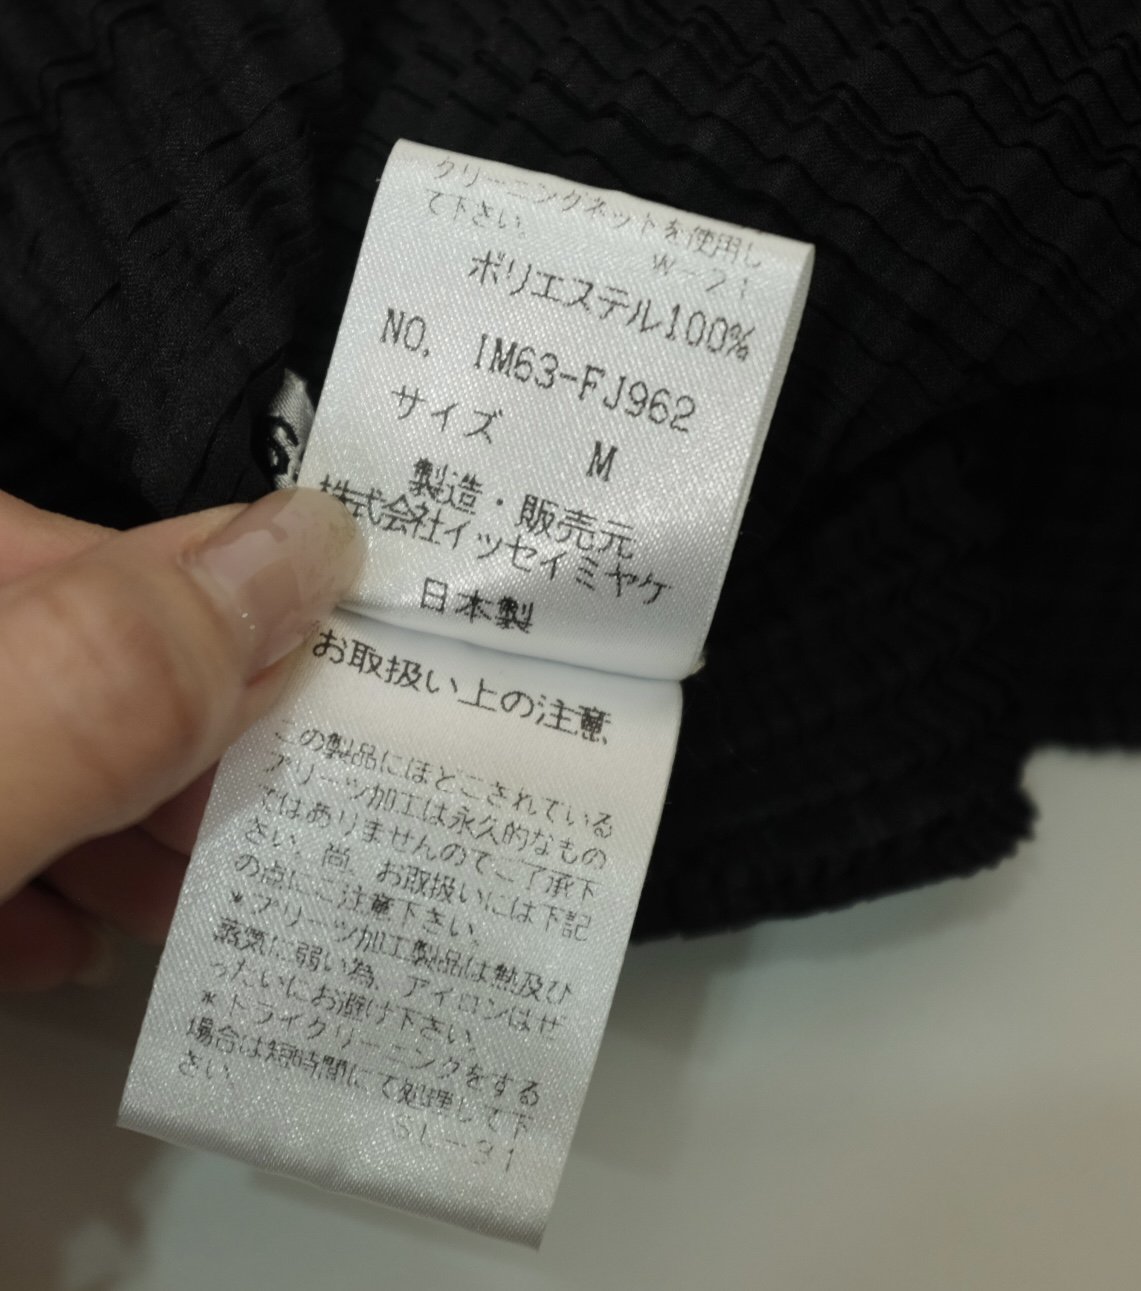 クリーニングネットを使用し
て下さい。
W-21
ポリエステル100%
NO. IM63-FJ962
サイズ M
製造・販売元
株式会社イッセイミヤケ
日本製
お取扱い上の注意
この製品にほどこされている
プリーツ加工は永久的なもの
ではありませんのでご了承下
さい。尚、お取扱いには下記
の点にご注意下さい。
*プリーツ加工製品は熱及び
蒸気に弱い為、アイロンはぜ
ったいにお避け下さい。
*ドライクリーニングをする
場合は短時間にて処理して下
さい。
SL-31